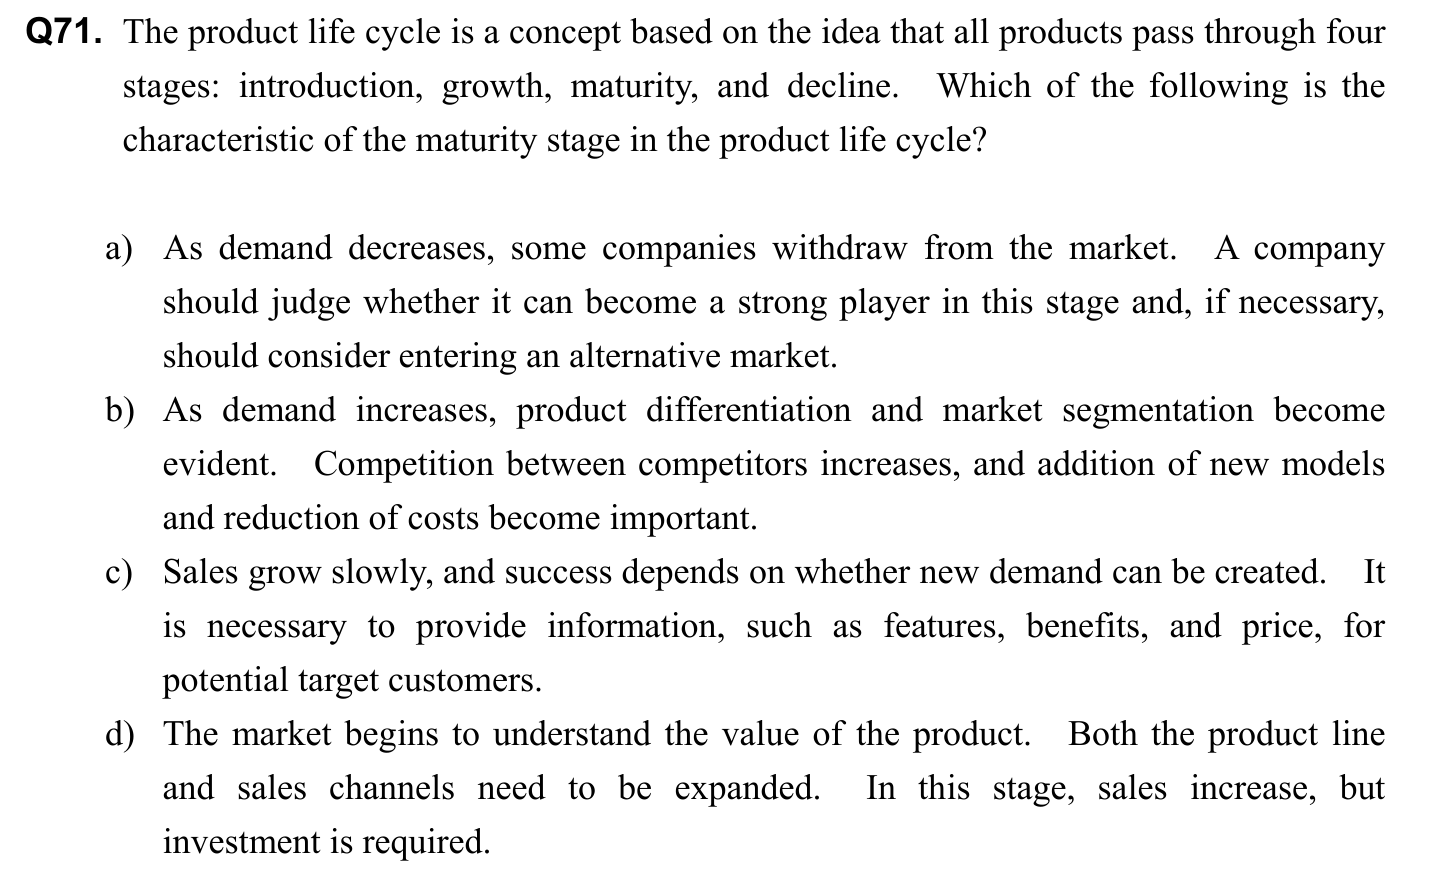 Q71. The product life cycle is a concept based on the idea that all products pass through four
stages: introduction, growth, maturity, and decline. Which of the following is the
characteristic of the maturity stage in the product life cycle?
a) As demand decreases, some companies withdraw from the market. A company
should judge whether it can become a strong player in this stage and, if necessary,
should consider entering an alternative market.
b) As demand increases, product differentiation and market segmentation become
evident. Competition between competitors increases, and addition of new models
and reduction of costs become important.
c) Sales grow slowly, and success depends on whether new demand can be created. It
is necessary to provide information, such as features, benefits, and price, for
potential target customers.
d) The market begins to understand the value of the product. Both the product line
and sales channels need to be expanded. In this stage, sales increase, but
investment is required.